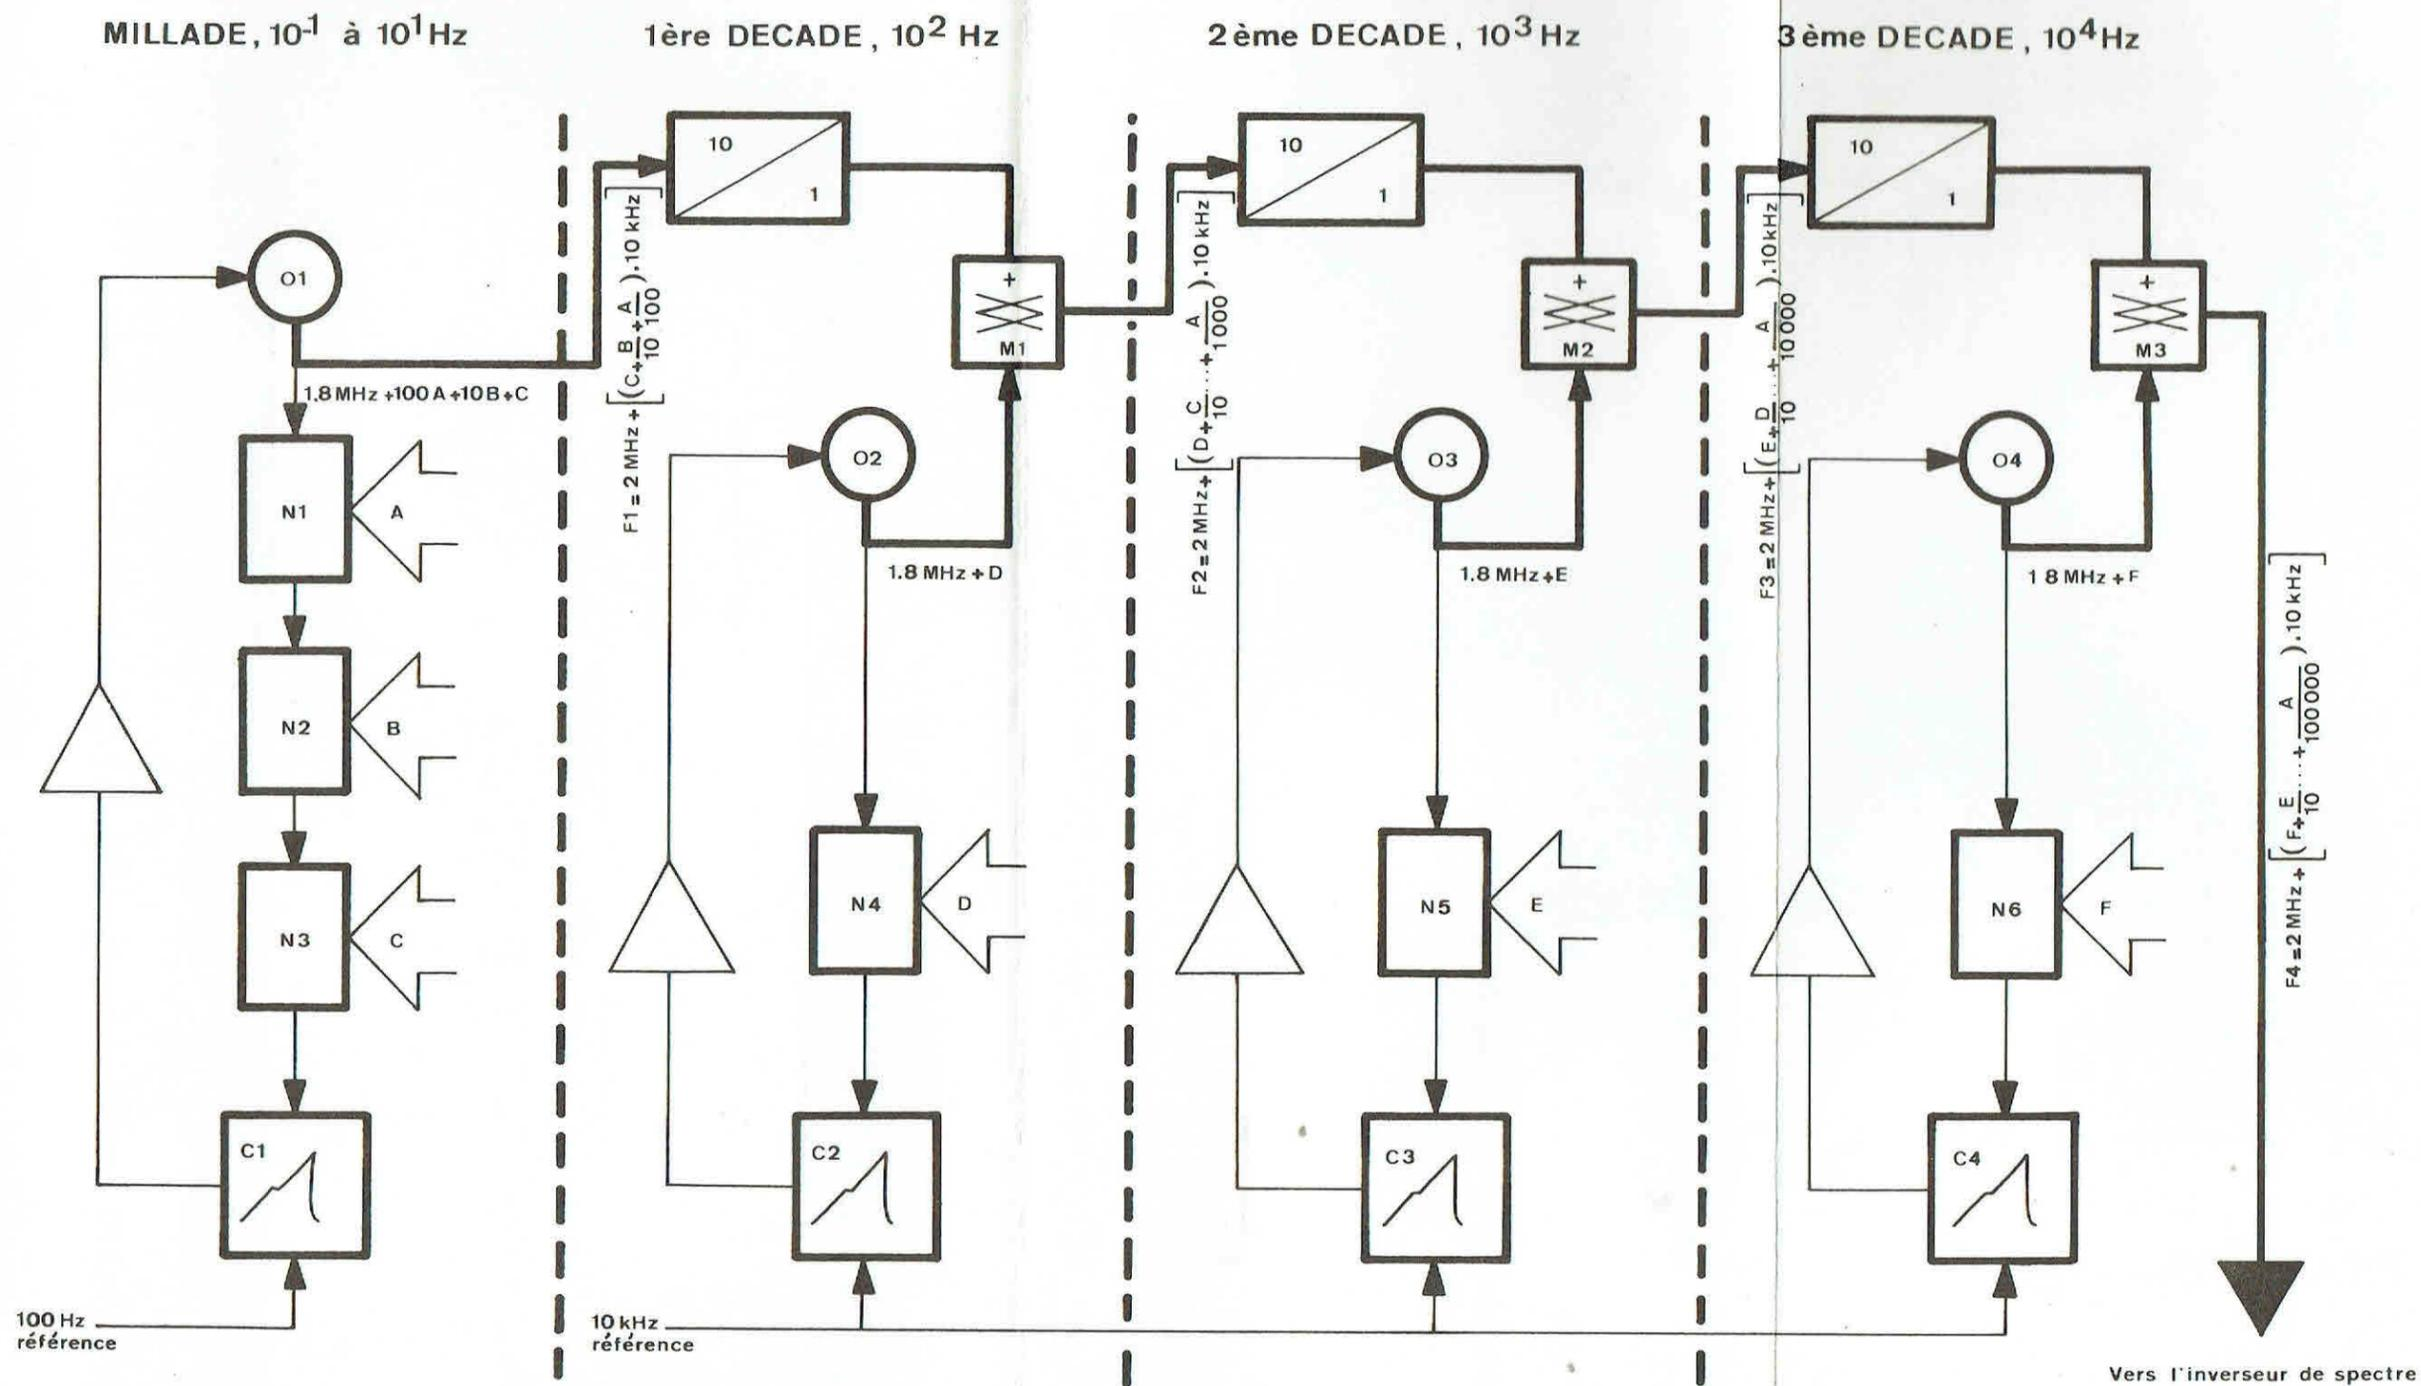 MILLADE, 10-1 à 101 Hz
1ère DECADE, 10² Hz
2ème DECADE, 10³ Hz
3ème DECADE, 10⁴ Hz
O1
1.8 MHz +100 A +10 B + C
N1
A
N2
B
N3
C
C1
100 Hz
référence
10
1
F1 = 2 MHz + [(C + B/10 + A/100).10 kHz]
+
M1
O2
1.8 MHz + D
N4
D
C2
10 kHz
référence
10
1
F2 = 2 MHz + [(D + C/10 ... + A/1000).10 kHz]
+
M2
O3
1.8 MHz + E
N5
E
C3
10
1
F3 = 2 MHz + [(E + D/10 ... + A/10 000).10 kHz]
+
M3
O4
1 8 MHz + F
N6
F
C4
F4 = 2 MHz + [(F + E/10 ... + A/100 000).10 kHz]
Vers l'inverseur de spectre